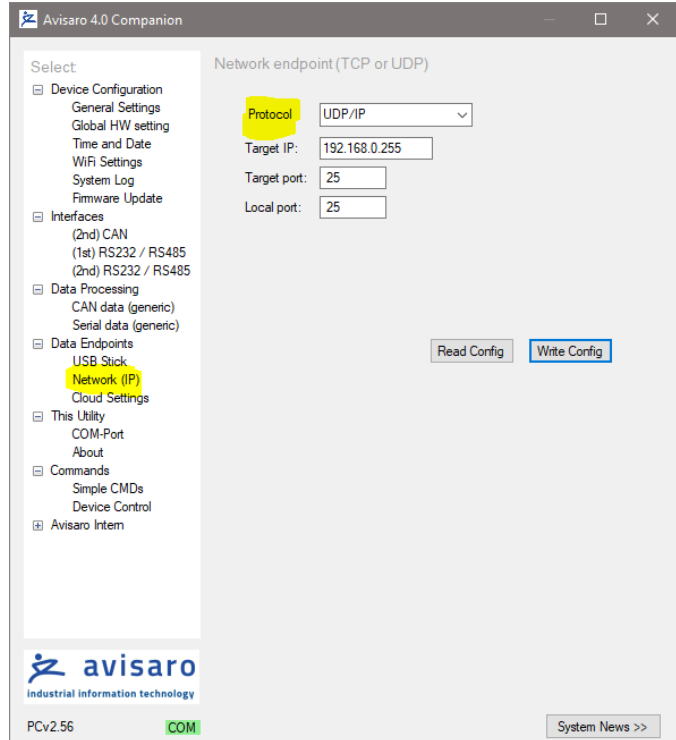 Avisaro 4.0 Companion
Select:
Device Configuration
General Settings
Global HW setting
Time and Date
WiFi Settings
System Log
Firmware Update
Interfaces
(2nd) CAN
(1st) RS232 / RS485
(2nd) RS232 / RS485
Data Processing
CAN data (generic)
Serial data (generic)
Data Endpoints
USB Stick
Network (IP)
Cloud Settings
This Utility
COM-Port
About
Commands
Simple CMDs
Device Control
Avisaro Intern
Network endpoint (TCP or UDP)
Protocol UDP/IP
Target IP: 192.168.0.255
Target port: 25
Local port: 25
Read Config Write Config
avisaro
industrial information technology
PCv2.56 COM System News >>